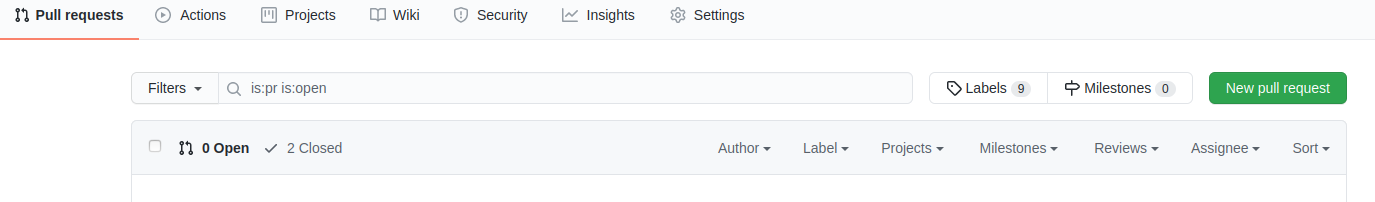 Pull requests Actions Projects Wiki Security Insights Settings
Filters is:pr is:open Labels 9 Milestones 0 New pull request
0 Open 2 Closed Author Label Projects Milestones Reviews Assignee Sort